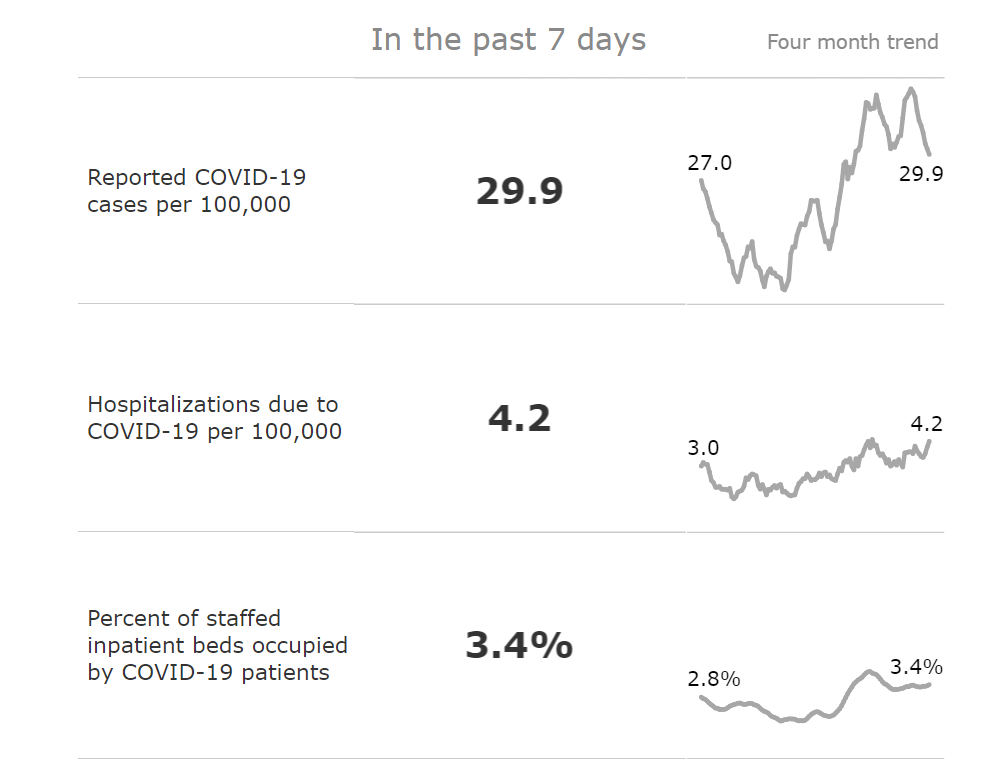 In the past 7 days
Four month trend
Reported COVID-19
cases per 100,000
29.9
27.0
29.9
Hospitalizations due to
COVID-19 per 100,000
4.2
3.0
4.2
Percent of staffed
inpatient beds occupied
by COVID-19 patients
3.4%
2.8%
3.4%